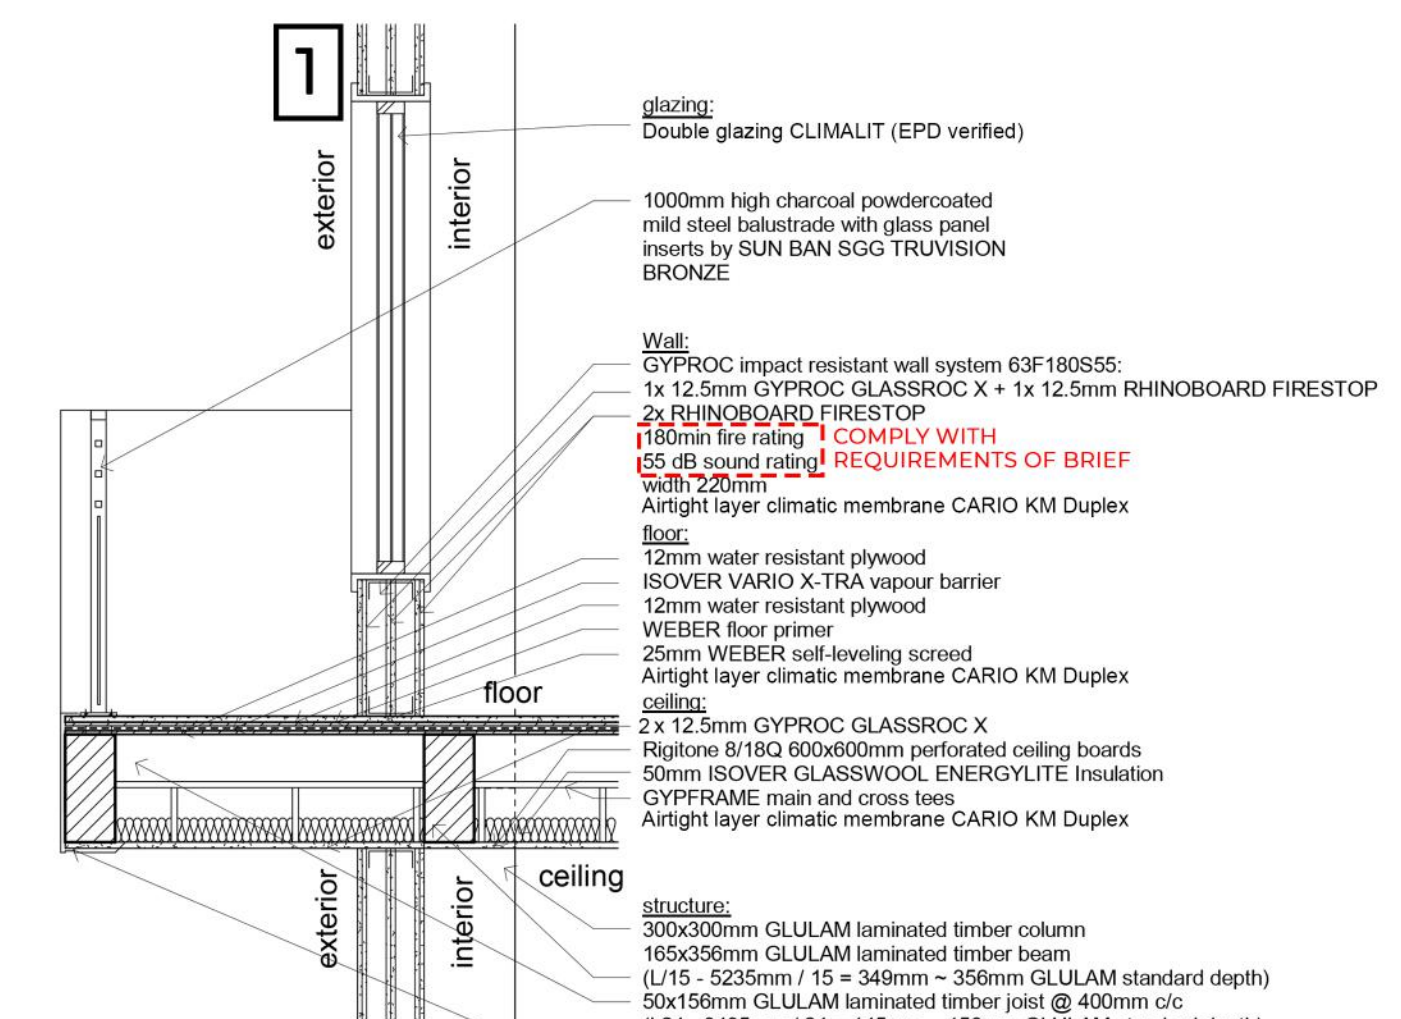 1
exterior
interior
glazing:
Double glazing CLIMALIT (EPD verified)
1000mm high charcoal powdercoated
mild steel balustrade with glass panel
inserts by SUN BAN SGG TRUVISION
BRONZE
Wall:
GYPROC impact resistant wall system 63F180S55:
1x 12.5mm GYPROC GLASSROC X + 1x 12.5mm RHINOBOARD FIRESTOP
2x RHINOBOARD FIRESTOP
180min fire rating
55 dB sound rating
COMPLY WITH
REQUIREMENTS OF BRIEF
width 220mm
Airtight layer climatic membrane CARIO KM Duplex
floor:
12mm water resistant plywood
ISOVER VARIO X-TRA vapour barrier
12mm water resistant plywood
WEBER floor primer
25mm WEBER self-leveling screed
Airtight layer climatic membrane CARIO KM Duplex
floor
ceiling:
2 x 12.5mm GYPROC GLASSROC X
Rigitone 8/18Q 600x600mm perforated ceiling boards
50mm ISOVER GLASSWOOL ENERGYLITE Insulation
GYPFRAME main and cross tees
Airtight layer climatic membrane CARIO KM Duplex
ceiling
exterior
interior
structure:
300x300mm GLULAM laminated timber column
165x356mm GLULAM laminated timber beam
(L/15 - 5235mm / 15 = 349mm ~ 356mm GLULAM standard depth)
50x156mm GLULAM laminated timber joist @ 400mm c/c